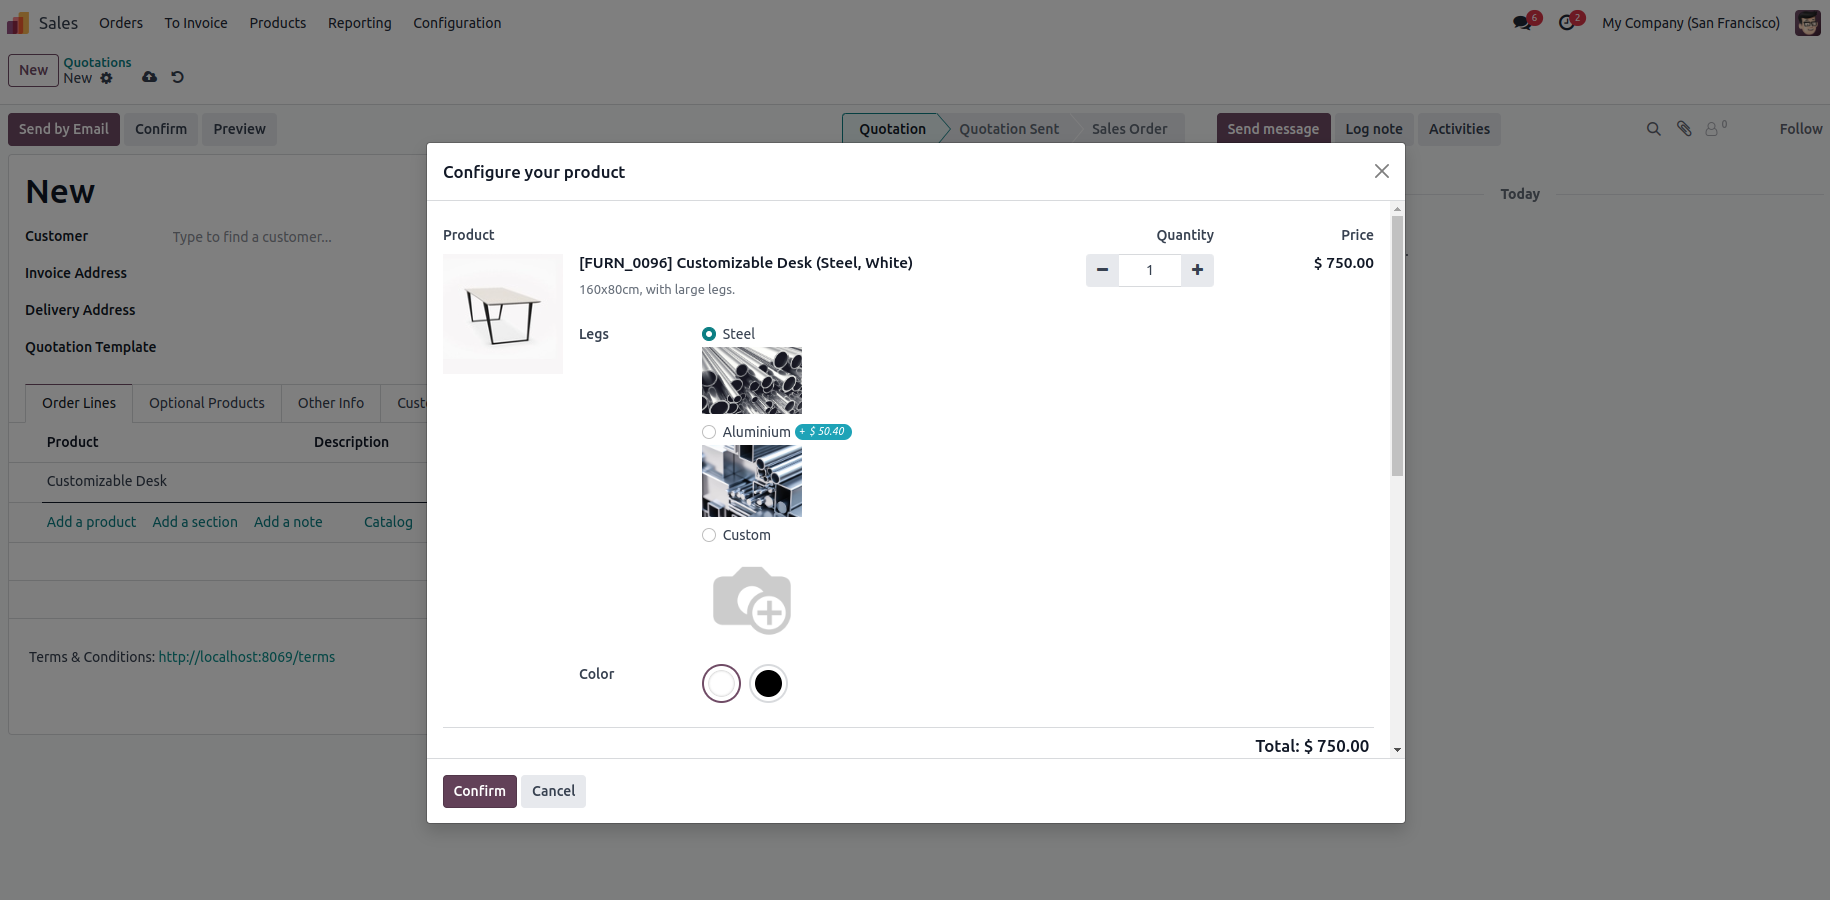 Sales Orders To Invoice Products Reporting Configuration 6 2 My Company (San Francisco)
New Quotations
New
Send by Email Confirm Preview Quotation Quotation Sent Sales Order Send message Log note Activities 0 Follow
New
Customer Type to find a customer...
Invoice Address
Delivery Address
Quotation Template
Order Lines Optional Products Other Info
Product Description
Customizable Desk
Add a product Add a section Add a note Catalog
Terms & Conditions: http://localhost:8069/terms
Today
Configure your product
Product Quantity Price
[FURN_0096] Customizable Desk (Steel, White) 1 $ 750.00
160x80cm, with large legs.
Legs Steel
Aluminium + $ 50.40
Custom
Color
Total: $ 750.00
Confirm Cancel